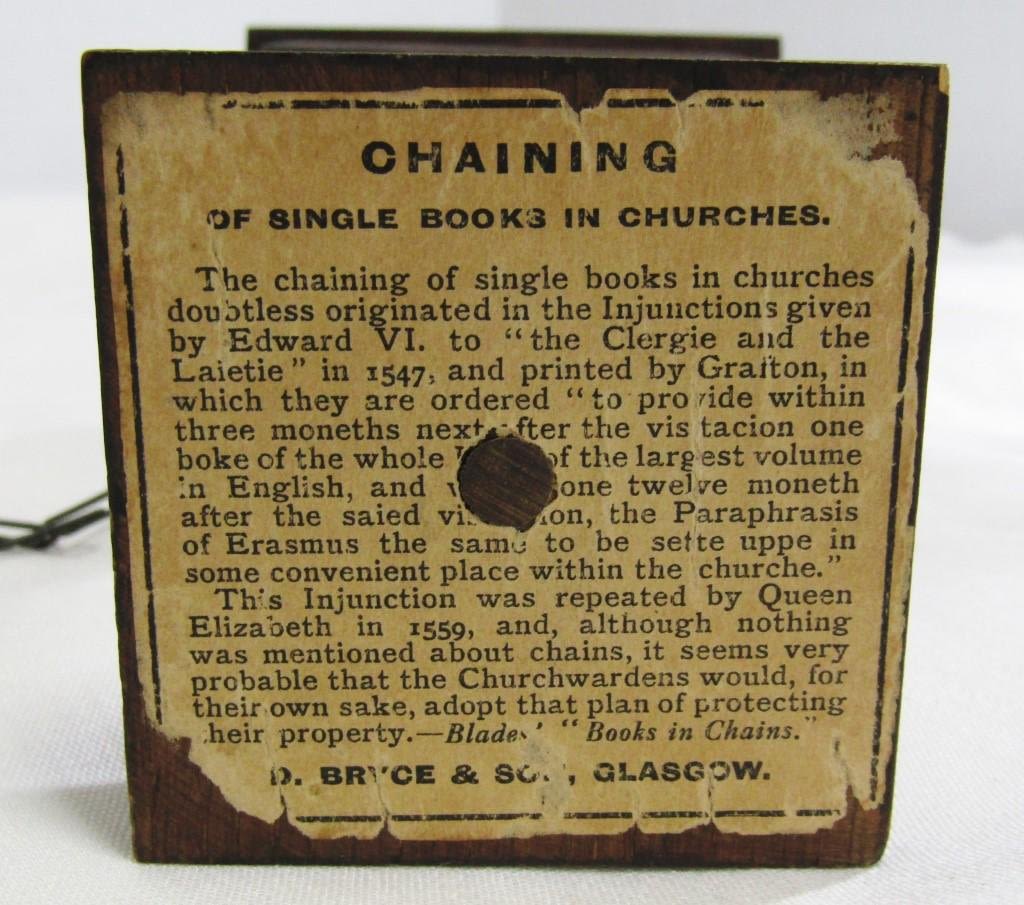 CHAINING
OF SINGLE BOOKS IN CHURCHES.
The chaining of single books in churches
doubtless originated in the Injunctions given
by Edward VI. to “the Clergie and the
Laietie” in 1547, and printed by Grafton, in
which they are ordered “to provide within
three moneths next after the visitacion one
boke of the whole of the largest volume
in English, and one twelve moneth
after the saied visitacion, the Paraphrasis
of Erasmus the same to be sette uppe in
some convenient place within the churche.”
This Injunction was repeated by Queen
Elizabeth in 1559, and, although nothing
was mentioned about chains, it seems very
probable that the Churchwardens would, for
their own sake, adopt that plan of protecting
their property.—Blades’ “Books in Chains.”
D. BRYCE & SON, GLASGOW.